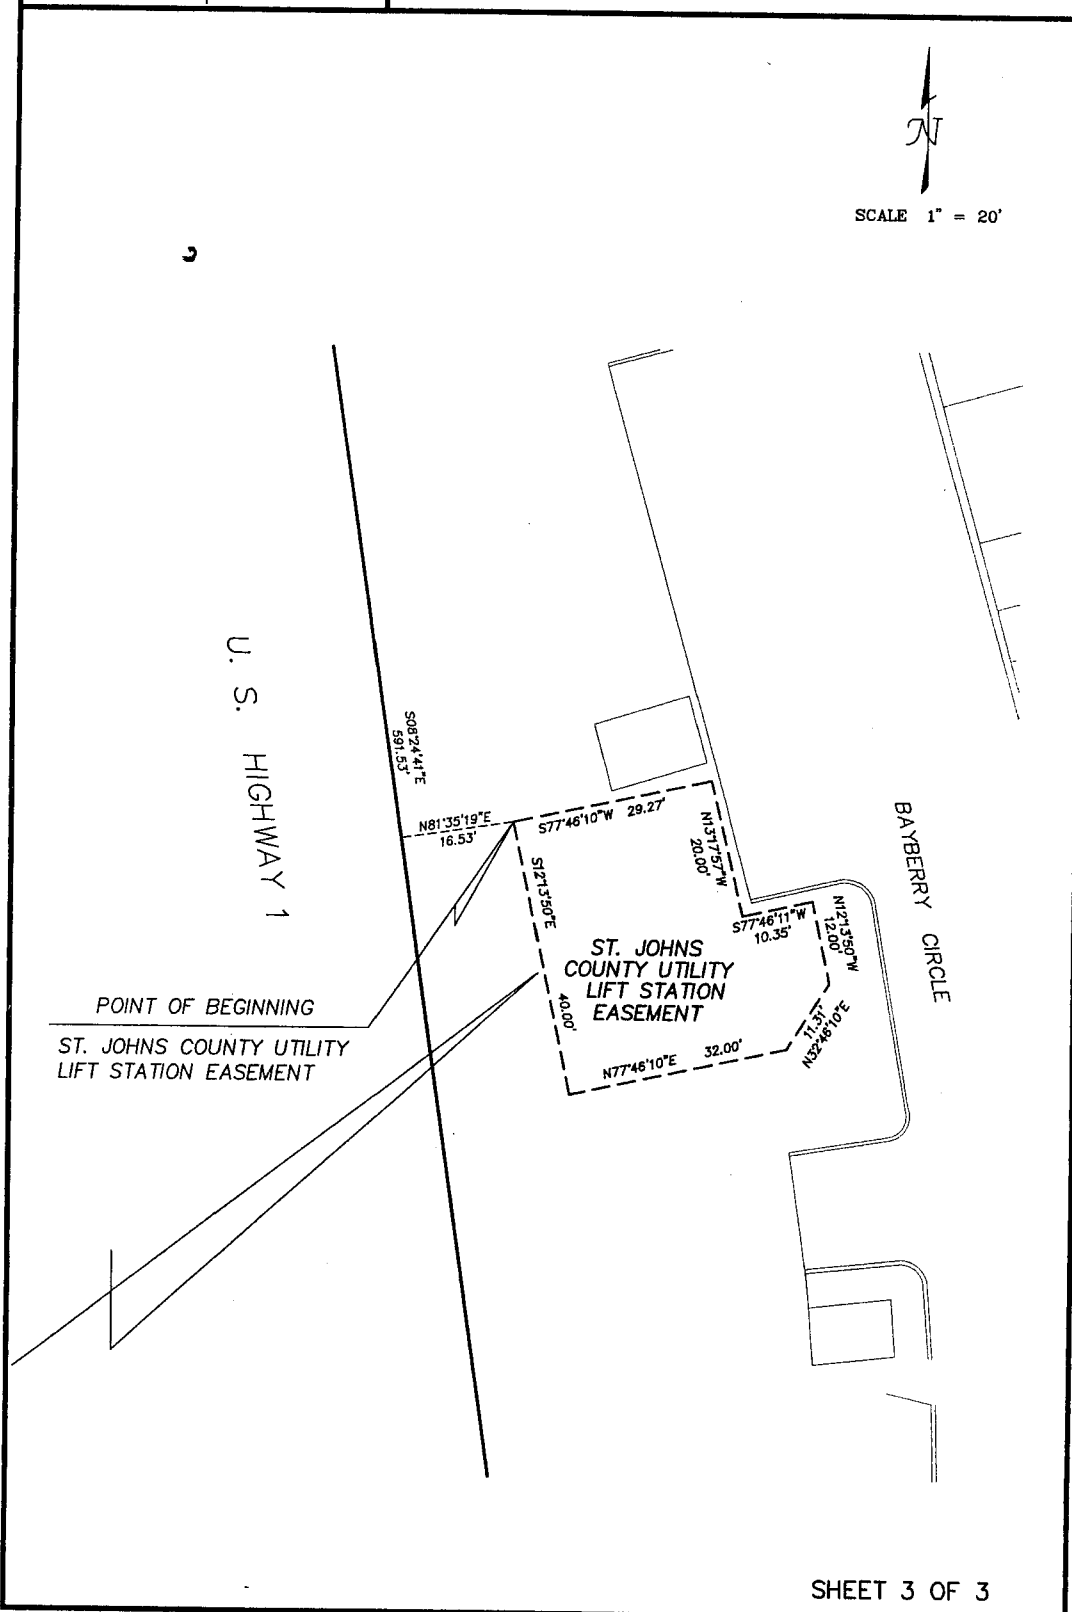 N
SCALE 1" = 20'
U. S. HIGHWAY 1
S08°24'41"E
591.53'
N81°35'19"E
16.53'
S77°46'10"W 29.27'
N13°17'57"W
20.00'
S12°13'50"E
40.00'
S77°46'11"W
10.35'
N12°13'50"W
12.00'
BAYBERRY CIRCLE
ST. JOHNS
COUNTY UTILITY
LIFT STATION
EASEMENT
11.31'
N32°46'10"E
N77°46'10"E 32.00'
POINT OF BEGINNING
ST. JOHNS COUNTY UTILITY
LIFT STATION EASEMENT
SHEET 3 OF 3